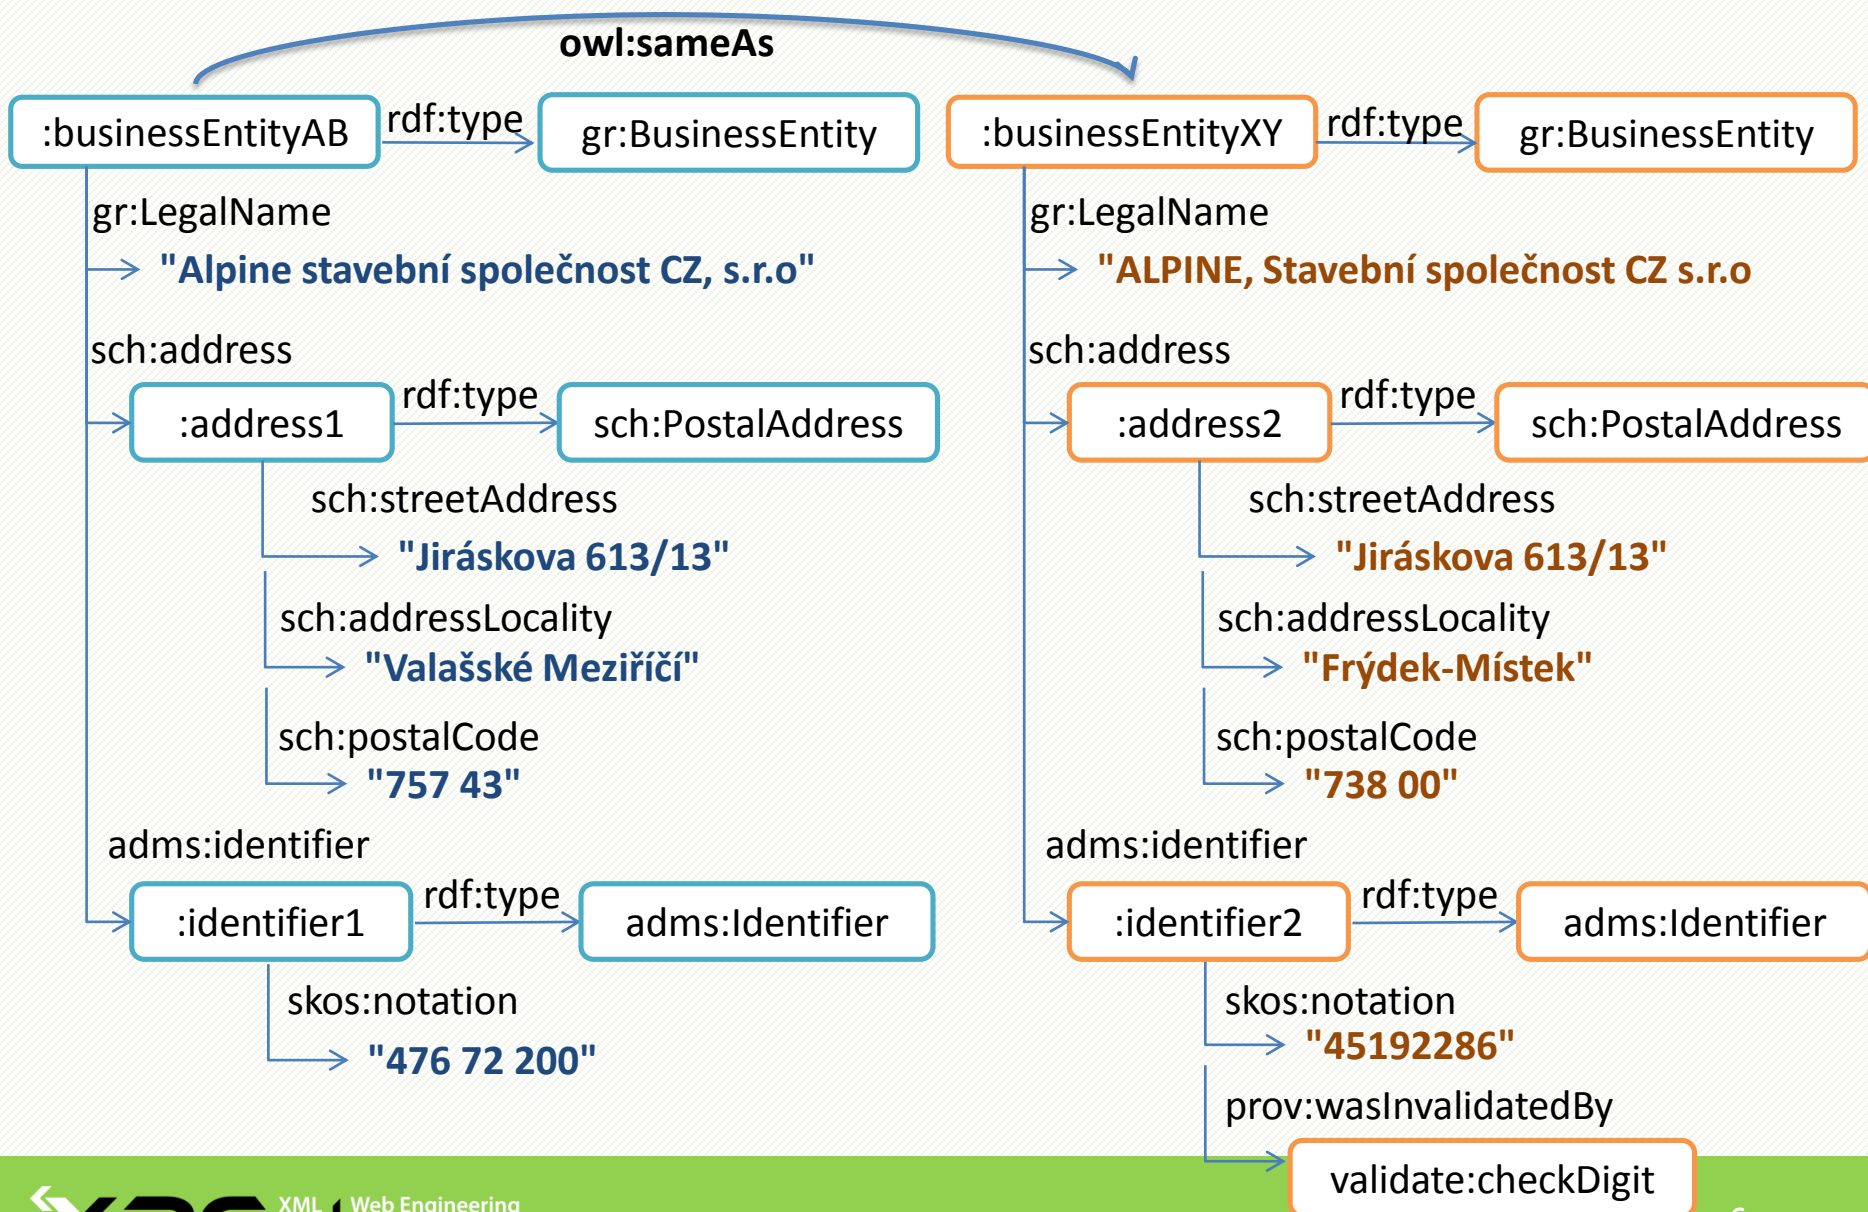 owl:sameAs
:businessEntityAB
rdf:type
gr:BusinessEntity
gr:LegalName
"Alpine stavební společnost CZ, s.r.o"
sch:address
:address1
rdf:type
sch:PostalAddress
sch:streetAddress
"Jiráskova 613/13"
sch:addressLocality
"Valašské Meziříčí"
sch:postalCode
"757 43"
adms:identifier
:identifier1
rdf:type
adms:Identifier
skos:notation
"476 72 200"
:businessEntityXY
rdf:type
gr:BusinessEntity
gr:LegalName
"ALPINE, Stavební společnost CZ s.r.o
sch:address
:address2
rdf:type
sch:PostalAddress
sch:streetAddress
"Jiráskova 613/13"
sch:addressLocality
"Frýdek-Místek"
sch:postalCode
"738 00"
adms:identifier
:identifier2
rdf:type
adms:Identifier
skos:notation
"45192286"
prov:wasInvalidatedBy
validate:checkDigit
XML
Web Engineering